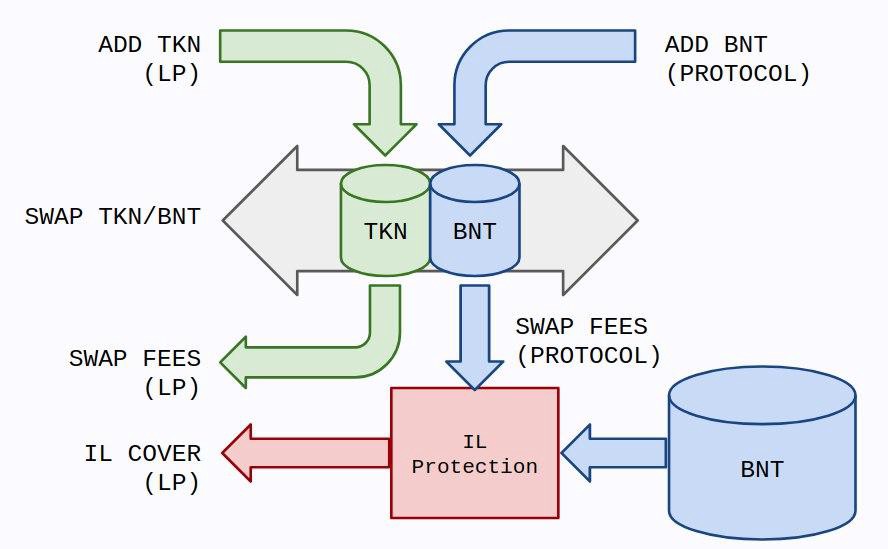 ADD TKN
(LP)
ADD BNT
(PROTOCOL)
SWAP TKN/BNT
TKN
BNT
SWAP FEES
(PROTOCOL)
SWAP FEES
(LP)
IL COVER
(LP)
IL
Protection
BNT